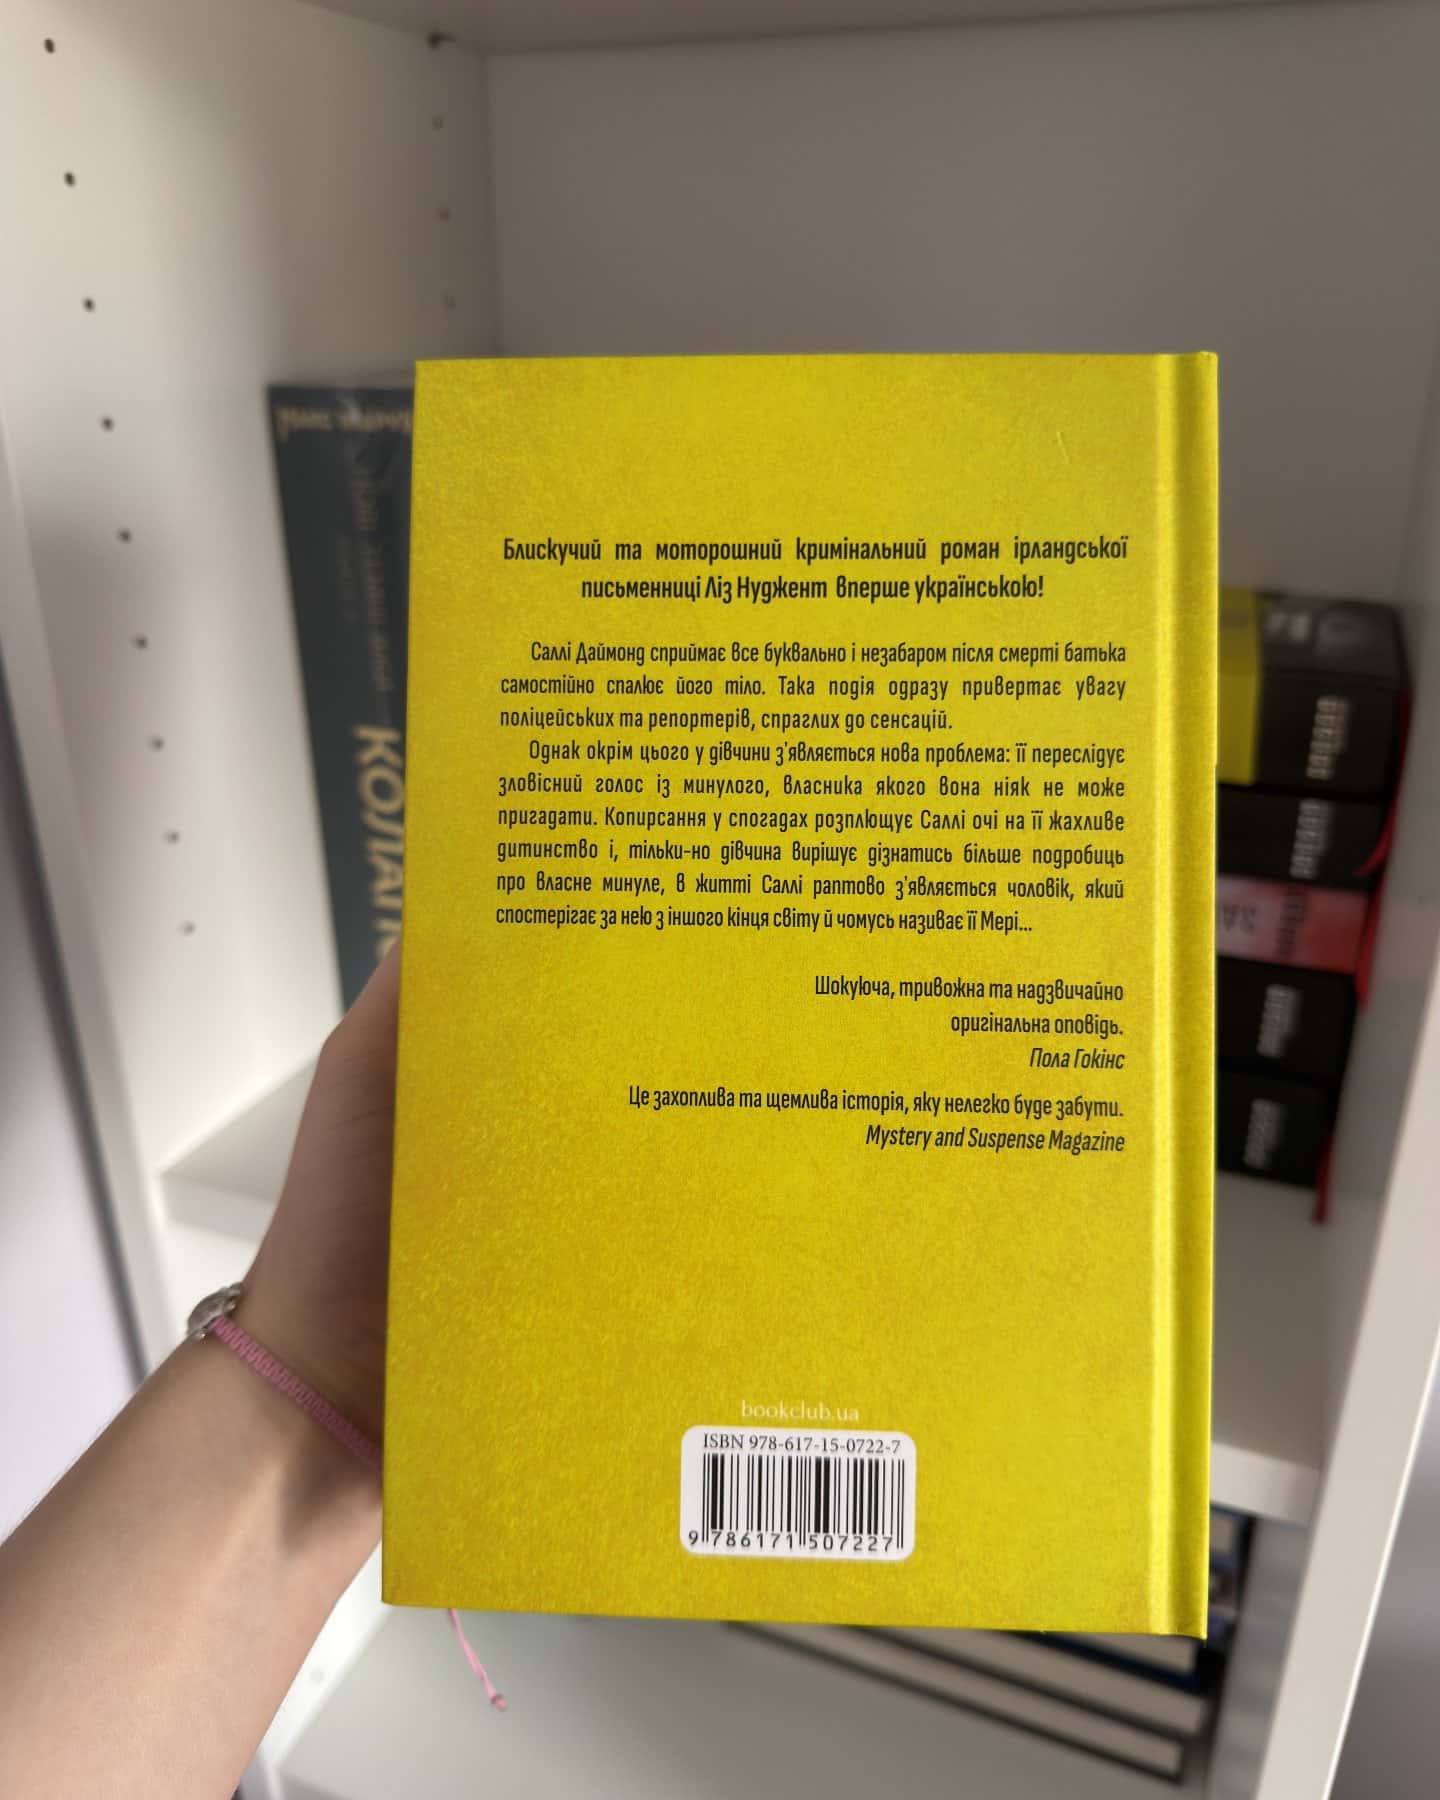 Блискучий та моторошний кримінальний роман ірландської
письменниці Ліз Нуджент вперше українською!
Саллі Даймонд сприймає все буквально і незабаром після смерті батька
самостійно спалює його тіло. Така подія одразу привертає увагу
поліцейських та репортерів, спраглих до сенсацій.
Однак окрім цього у дівчини з'являється нова проблема: її переслідує
зловісний голос із минулого, власника якого вона ніяк не може
пригадати. Копирсання у спогадах розплющує Саллі очі на її жахливе
дитинство і, тільки-но дівчина вирішує дізнатись більше подробиць
про власне минуле, в житті Саллі раптово з'являється чоловік, який
спостерігає за нею з іншого кінця світу й чомусь називає її Мері...
Шокуюча, тривожна та надзвичайно
оригінальна оповідь.
Пола Гокінс
Це захоплива та щемлива історія, яку нелегко буде забути.
Mystery and Suspense Magazine
bookclub.ua
ISBN 978-617-15-0722-7
9 786171 507227